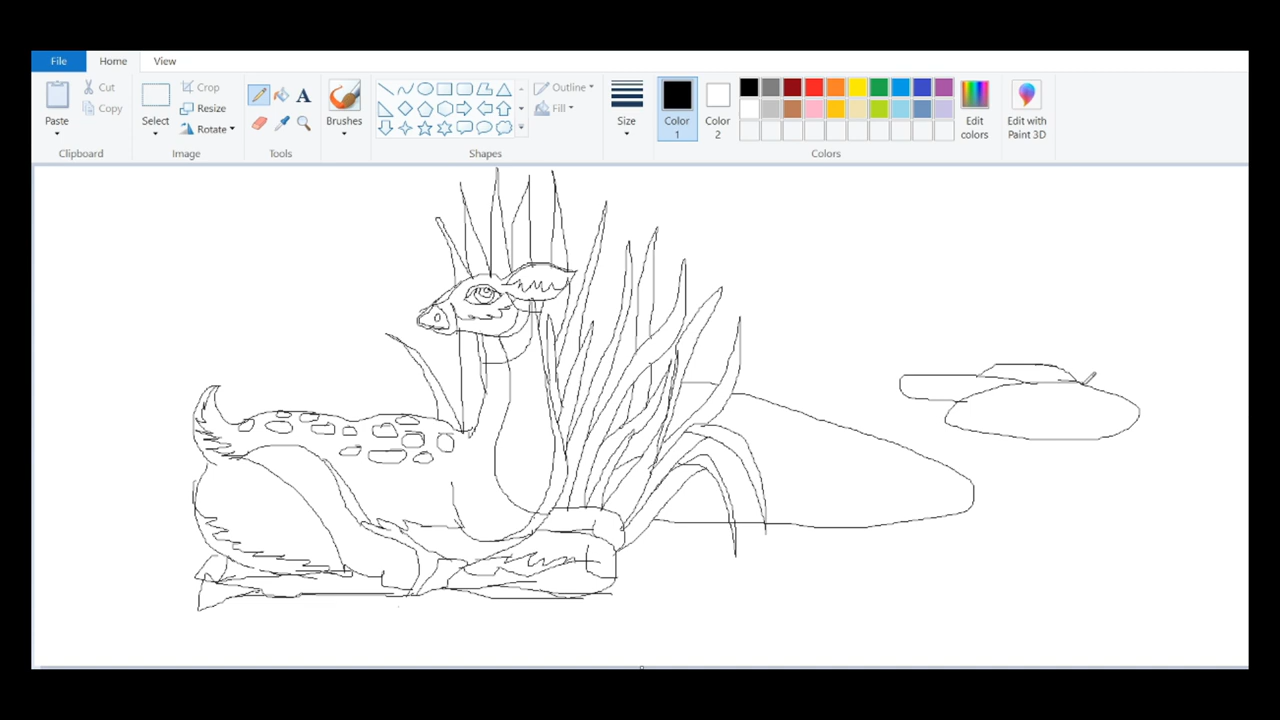 File Home View
Cut
Copy
Paste
Clipboard
Crop
Resize
Rotate
Select
Image
Tools
Brushes
Outline
Fill
Shapes
Size
Color 1
Color 2
Edit colors
Colors
Edit with Paint 3D